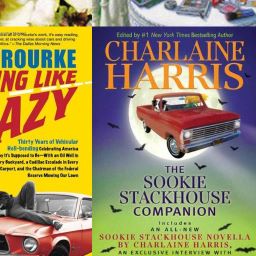 O'ROURKE
ING LIKE
AZY
Thirty Years of Vehicular
Hell-bending Celebrating America
the Way It's Supposed to Be—With an Oil Well in
Every Backyard, a Cadillac Escalade in Every
Carport, and the Chairman of the Federal
Reserve Mowing Our Lawn
Edited by #1 New York Times Bestselling Author
CHARLAINE
HARRIS
THE
SOOKIE
STACKHOUSE
COMPANION
Includes
AN ALL-NEW
SOOKIE STACKHOUSE NOVELLA
BY CHARLAINE HARRIS,
AN EXCLUSIVE INTERVIEW WITH